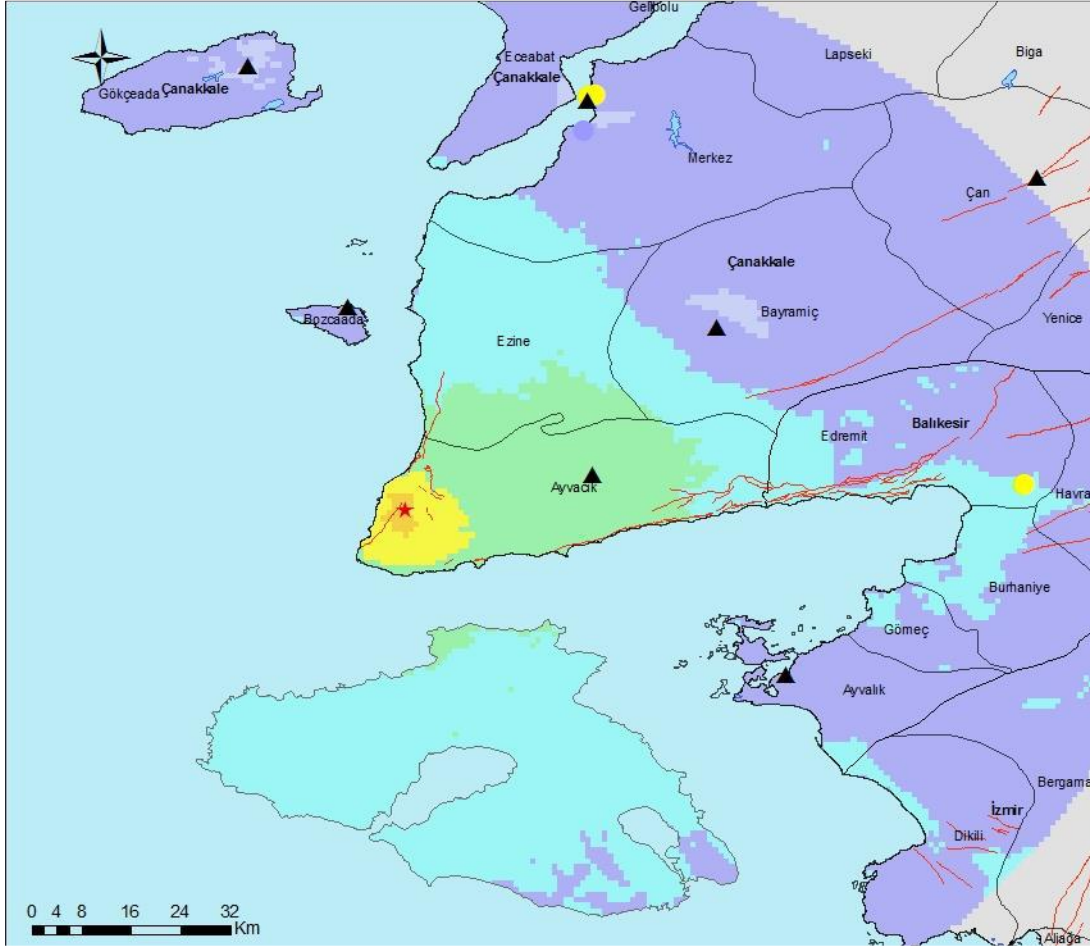 Gelibolu
Eceabat
Çanakkale
Lapseki
Biga
Gökçeada
Çanakkale
Merkez
Çan
Çanakkale
Bozcaada
Bayramiç
Yenice
Ezine
Edremit
Balıkesir
Ayvacık
Havra
Burhaniye
Gömeç
Ayvalık
Bergama
İzmir
Dikili
0 4 8 16 24 32
Km
Aliağa